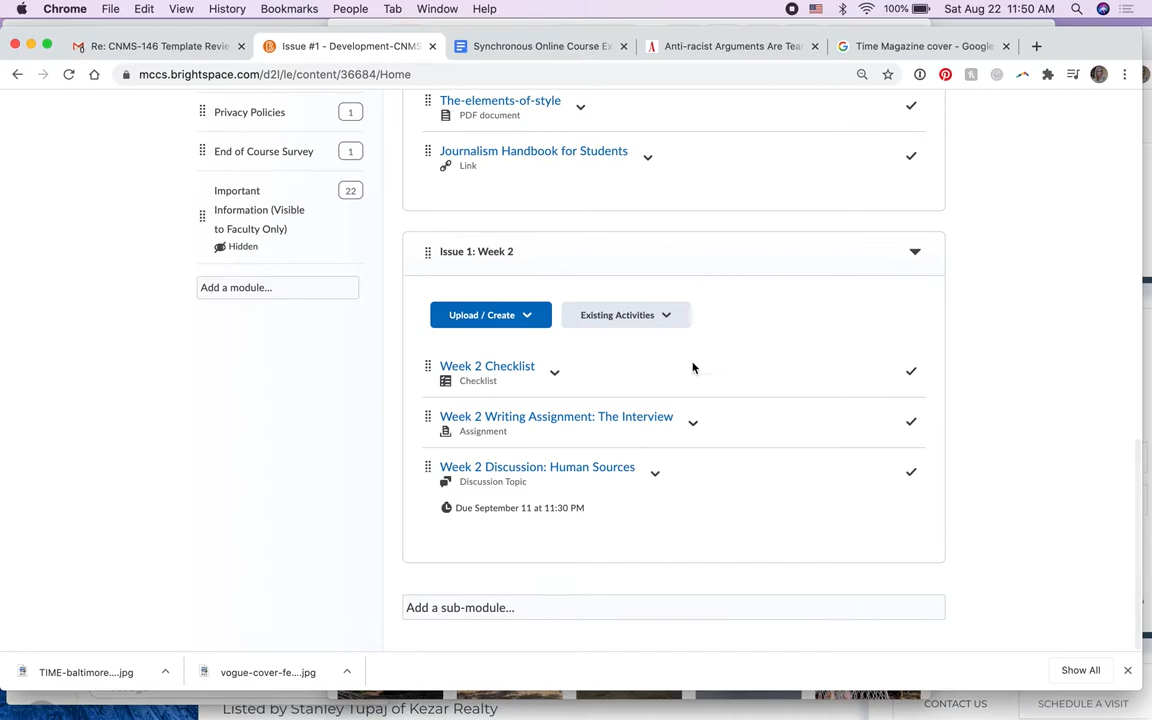 Chrome File Edit View History Bookmarks People Tab Window Help 100% Sat Aug 22 11:50 AM
Re: CNMS-146 Template Revie
Issue #1 - Development-CNMS
Synchronous Online Course Ex
Anti-racist Arguments Are Tear
Time Magazine cover - Google
mccs.brightspace.com/d2l/le/content/36684/Home
Privacy Policies 1
End of Course Survey 1
Important 22
Information (Visible
to Faculty Only)
Hidden
Add a module...
The-elements-of-style
PDF document
Journalism Handbook for Students
Link
Issue 1: Week 2
Upload / Create
Existing Activities
Week 2 Checklist
Checklist
Week 2 Writing Assignment: The Interview
Assignment
Week 2 Discussion: Human Sources
Discussion Topic
Due September 11 at 11:30 PM
Add a sub-module...
TIME-baltimore....jpg
vogue-cover-fe....jpg
Show All
Listed by Stanley Tupaj of Kezar Realty
CONTACT US
SCHEDULE A VISIT